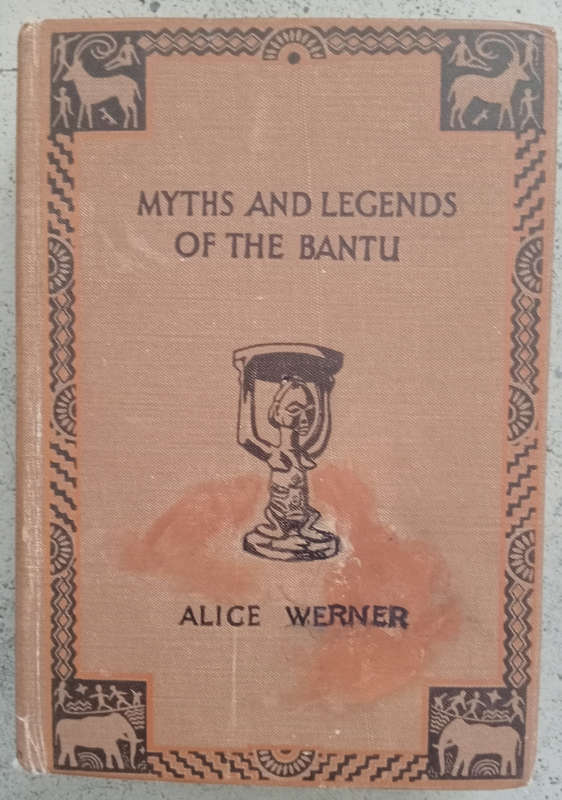 MYTHS AND LEGENDS
OF THE BANTU
ALICE WERNER